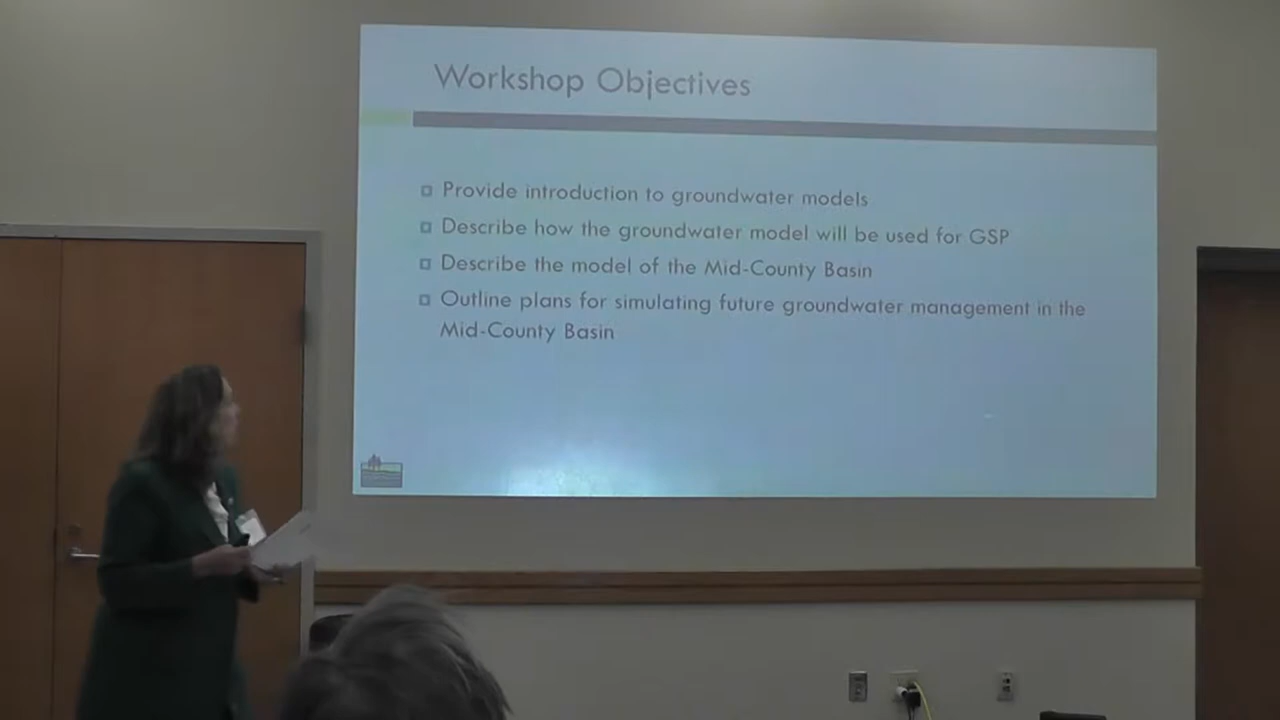 Workshop Objectives
Provide introduction to groundwater models
Describe how the groundwater model will be used for GSP
Describe the model of the Mid-County Basin
Outline plans for simulating future groundwater management in the
Mid-County Basin